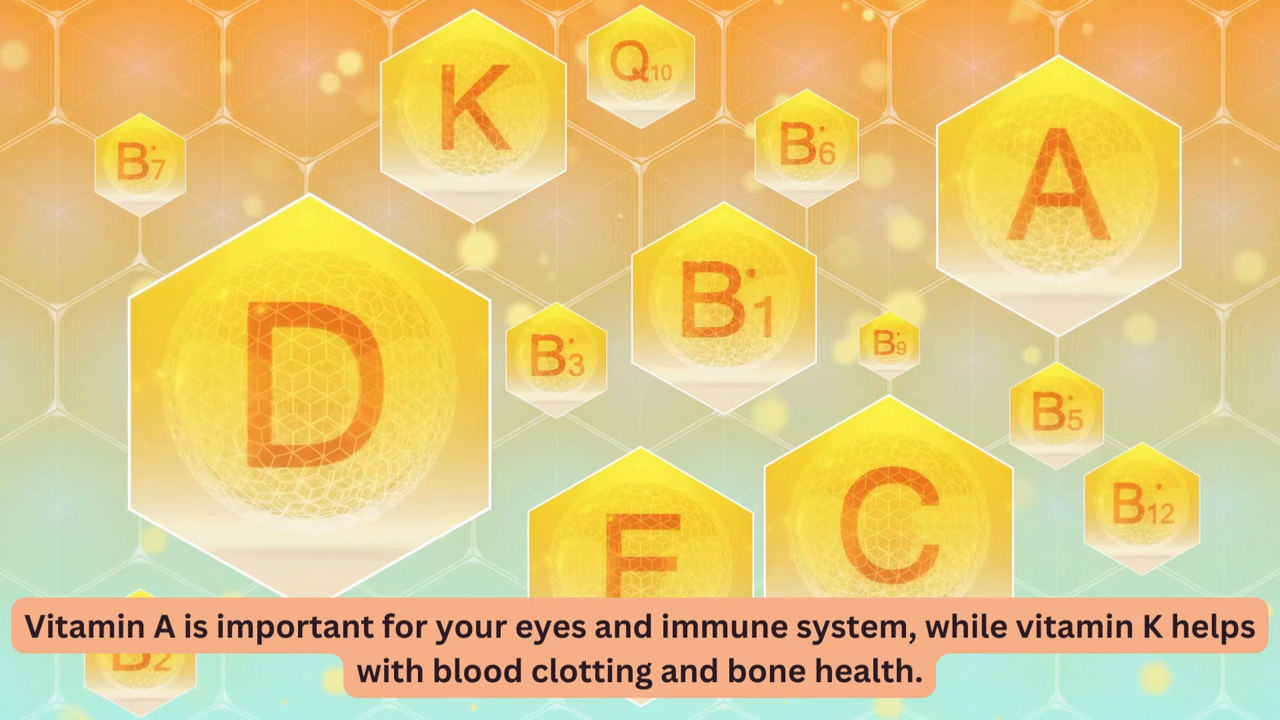 K
Q10
B7
B6
A
D
B1
B3
B9
B5
C
B12
B2
Vitamin A is important for your eyes and immune system, while vitamin K helps
with blood clotting and bone health.